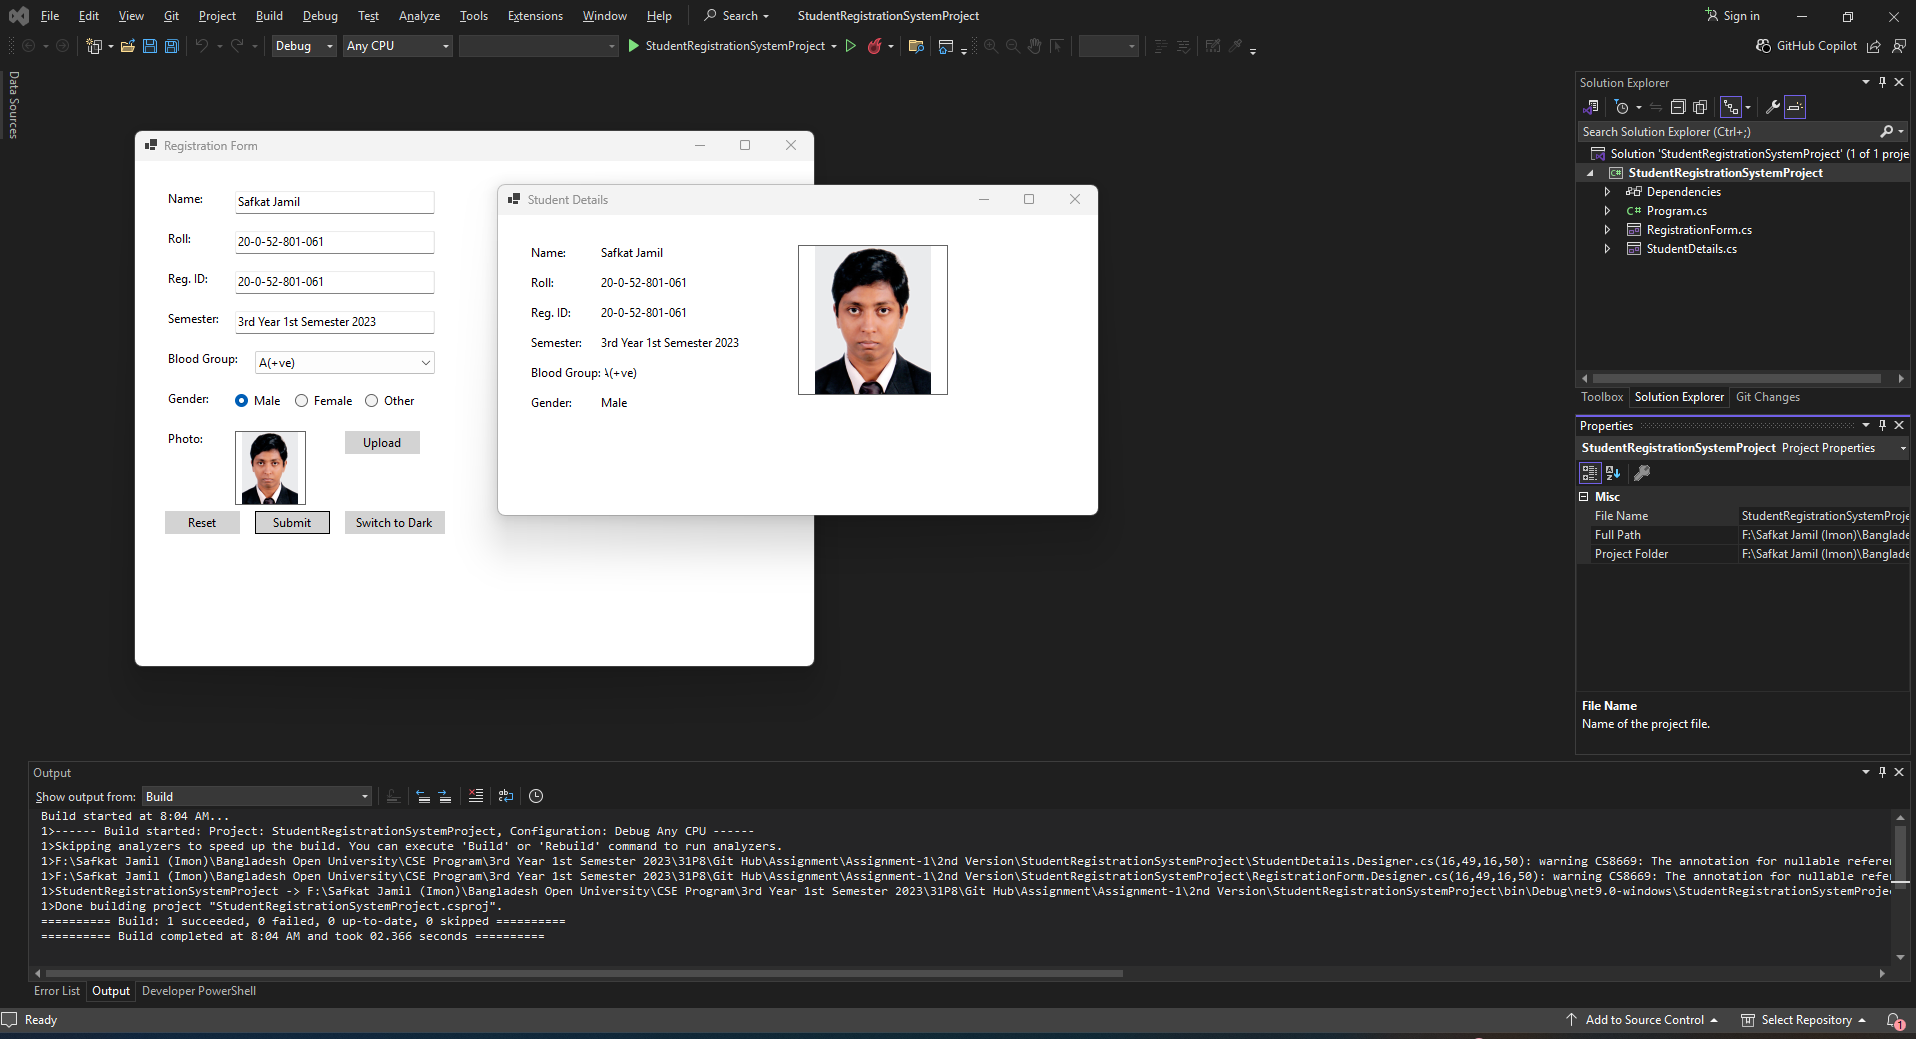 File Edit View Git Project Build Debug Test Analyze Tools Extensions Window Help Search StudentRegistrationSystemProject Sign in
Debug Any CPU StudentRegistrationSystemProject GitHub Copilot
Data Sources
Registration Form
Name: Safkat Jamil
Roll: 20-0-52-801-061
Reg. ID: 20-0-52-801-061
Semester: 3rd Year 1st Semester 2023
Blood Group: A(+ve)
Gender: Male Female Other
Photo: Upload
Reset Submit Switch to Dark
Student Details
Name: Safkat Jamil
Roll: 20-0-52-801-061
Reg. ID: 20-0-52-801-061
Semester: 3rd Year 1st Semester 2023
Blood Group: A(+ve)
Gender: Male
Solution Explorer
Search Solution Explorer (Ctrl+;)
Solution 'StudentRegistrationSystemProject' (1 of 1 proje
StudentRegistrationSystemProject
Dependencies
C# Program.cs
RegistrationForm.cs
StudentDetails.cs
Toolbox Solution Explorer Git Changes
Properties
StudentRegistrationSystemProject Project Properties
Misc
File Name StudentRegistrationSystemProje
Full Path F:\Safkat Jamil (Imon)\Banglade
Project Folder F:\Safkat Jamil (Imon)\Banglade
File Name
Name of the project file.
Output
Show output from: Build
Build started at 8:04 AM...
1>------ Build started: Project: StudentRegistrationSystemProject, Configuration: Debug Any CPU ------
1>Skipping analyzers to speed up the build. You can execute 'Build' or 'Rebuild' command to run analyzers.
1>F:\Safkat Jamil (Imon)\Bangladesh Open University\CSE Program\3rd Year 1st Semester 2023\31P8\Git Hub\Assignment\Assignment-1\2nd Version\StudentRegistrationSystemProject\StudentDetails.Designer.cs(16,49,16,50): warning CS8669: The annotation for nullable referer
1>F:\Safkat Jamil (Imon)\Bangladesh Open University\CSE Program\3rd Year 1st Semester 2023\31P8\Git Hub\Assignment\Assignment-1\2nd Version\StudentRegistrationSystemProject\RegistrationForm.Designer.cs(16,49,16,50): warning CS8669: The annotation for nullable refe
1>StudentRegistrationSystemProject -> F:\Safkat Jamil (Imon)\Bangladesh Open University\CSE Program\3rd Year 1st Semester 2023\31P8\Git Hub\Assignment\Assignment-1\2nd Version\StudentRegistrationSystemProject\bin\Debug\net9.0-windows\StudentRegistrationSystemProje
1>Done building project "StudentRegistrationSystemProject.csproj".
========== Build: 1 succeeded, 0 failed, 0 up-to-date, 0 skipped ==========
========== Build completed at 8:04 AM and took 02.366 seconds ==========
Error List Output Developer PowerShell
Ready Add to Source Control Select Repository 1